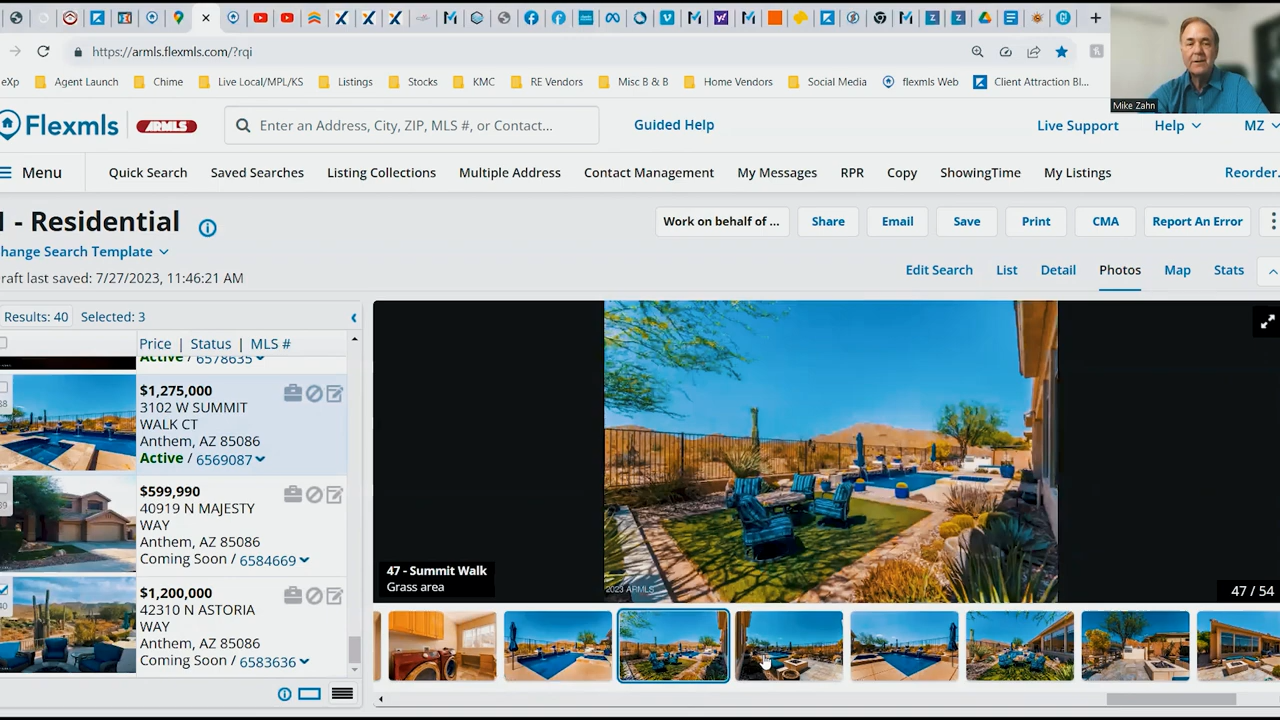 https://armls.flexmls.com/?rqi
eXp
Agent Launch
Chime
Live Local/MPL/KS
Listings
Stocks
KMC
RE Vendors
Misc B & B
Home Vendors
Social Media
flexmls Web
Client Attraction Bl...
Mike Zahn
Flexmls
ARMLS
Enter an Address, City, ZIP, MLS #, or Contact...
Guided Help
Live Support
Help
MZ
Menu
Quick Search
Saved Searches
Listing Collections
Multiple Address
Contact Management
My Messages
RPR
Copy
ShowingTime
My Listings
Reorder.
- Residential
Work on behalf of ...
Share
Email
Save
Print
CMA
Report An Error
hange Search Template
raft last saved: 7/27/2023, 11:46:21 AM
Edit Search
List
Detail
Photos
Map
Stats
Results: 40
Selected: 3
Price | Status | MLS #
Active / 6578635
$1,275,000
3102 W SUMMIT
WALK CT
Anthem, AZ 85086
Active / 6569087
$599,990
40919 N MAJESTY
WAY
Anthem, AZ 85086
Coming Soon / 6584669
$1,200,000
42310 N ASTORIA
WAY
Anthem, AZ 85086
Coming Soon / 6583636
47 - Summit Walk
Grass area
2023 ARMLS
47 / 54